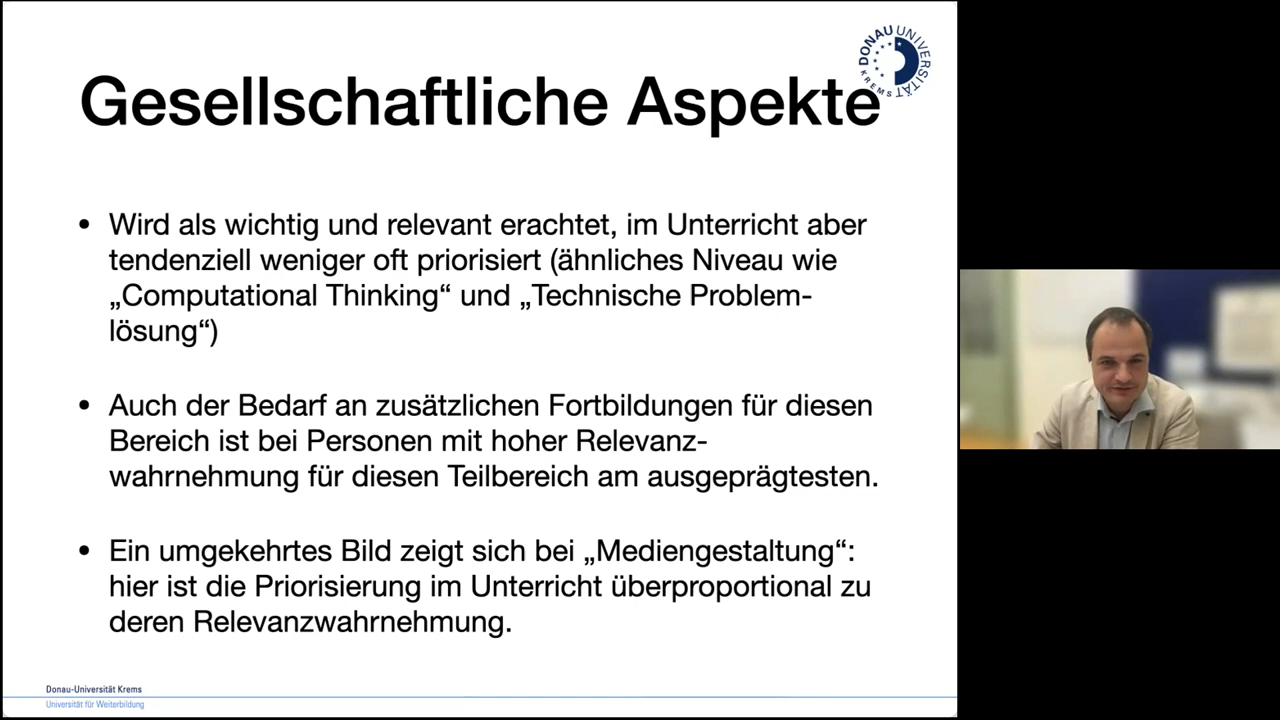 DONAU UNIVERSITÄT KREMS
Gesellschaftliche Aspekte
• Wird als wichtig und relevant erachtet, im Unterricht aber
tendenziell weniger oft priorisiert (ähnliches Niveau wie
„Computational Thinking“ und „Technische Problem-
lösung“)
• Auch der Bedarf an zusätzlichen Fortbildungen für diesen
Bereich ist bei Personen mit hoher Relevanz-
wahrnehmung für diesen Teilbereich am ausgeprägtesten.
• Ein umgekehrtes Bild zeigt sich bei „Mediengestaltung“:
hier ist die Priorisierung im Unterricht überproportional zu
deren Relevanzwahrnehmung.
Donau-Universität Krems
Universität für Weiterbildung